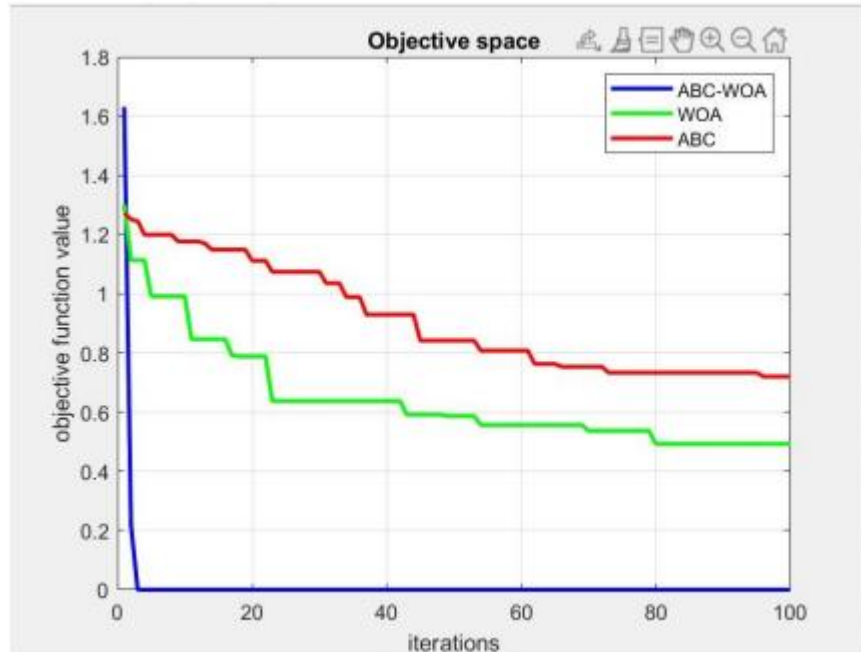 Objective space
1.8
1.6
1.4
1.2
1
0.8
0.6
0.4
0.2
0
objective function value
ABC-WOA
WOA
ABC
0
20
40
60
80
100
iterations